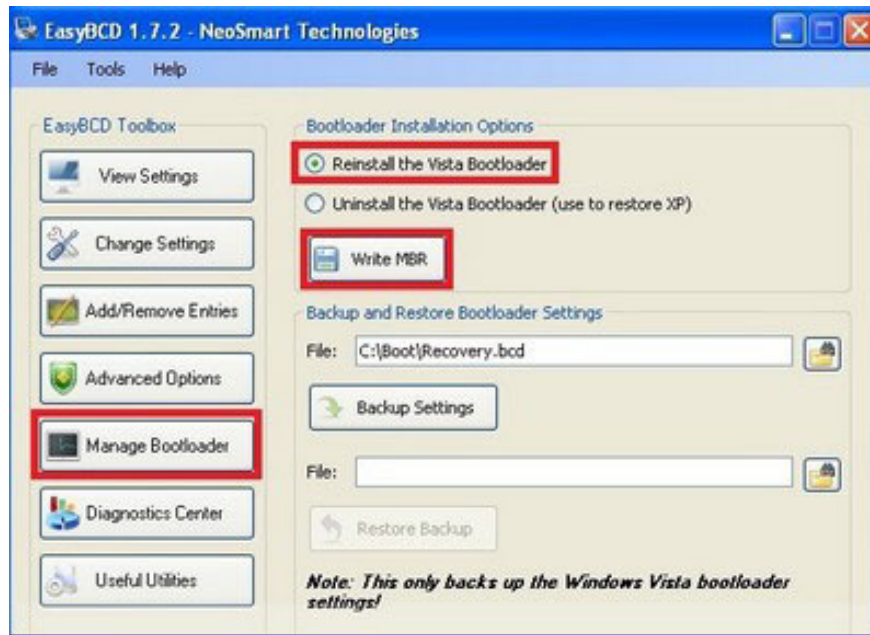 EasyBCD 1.7.2 - NeoSmart Technologies
File Tools Help
EasyBCD Toolbox
View Settings
Change Settings
Add/Remove Entries
Advanced Options
Manage Bootloader
Diagnostics Center
Useful Utilities
Bootloader Installation Options
Reinstall the Vista Bootloader
Uninstall the Vista Bootloader (use to restore XP)
Write MBR
Backup and Restore Bootloader Settings
File: C:\Boot\Recovery.bcd
Backup Settings
File:
Restore Backup
Note: This only backs up the Windows Vista bootloader
settings!